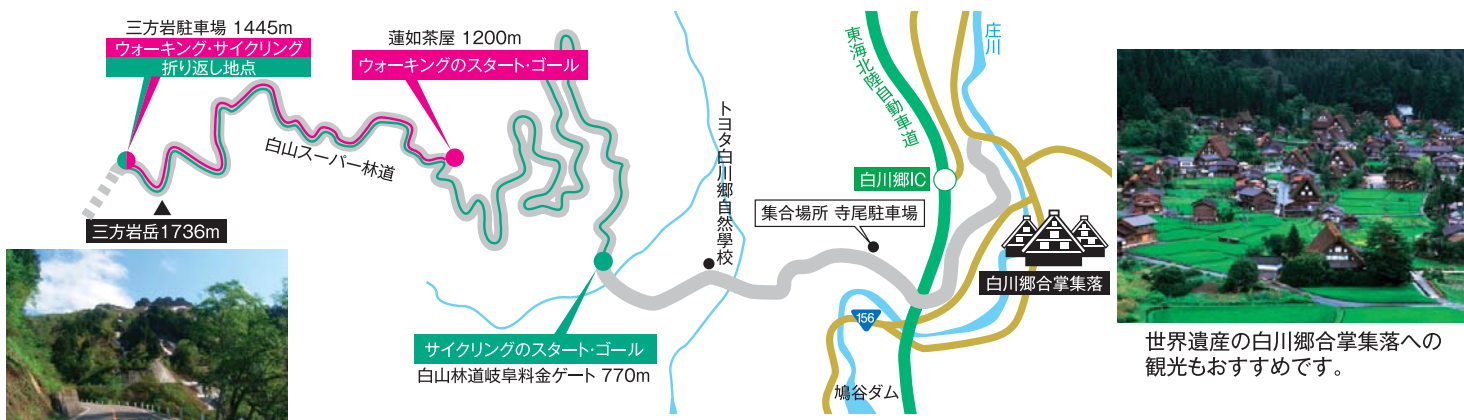 三方岩駐車場 1445m
ウォーキング・サイクリング
折り返し地点
蓮如茶屋 1200m
ウォーキングのスタート・ゴール
白山スーパー林道
三方岩岳1736m
サイクリングのスタート・ゴール
白山林道岐阜料金ゲート 770m
トヨタ白川郷自然學校
集合場所 寺尾駐車場
東海北陸自動車道
庄川
白川郷IC
白川郷合掌集落
156
鳩谷ダム
世界遺産の白川郷合掌集落への
観光もおすすめです。